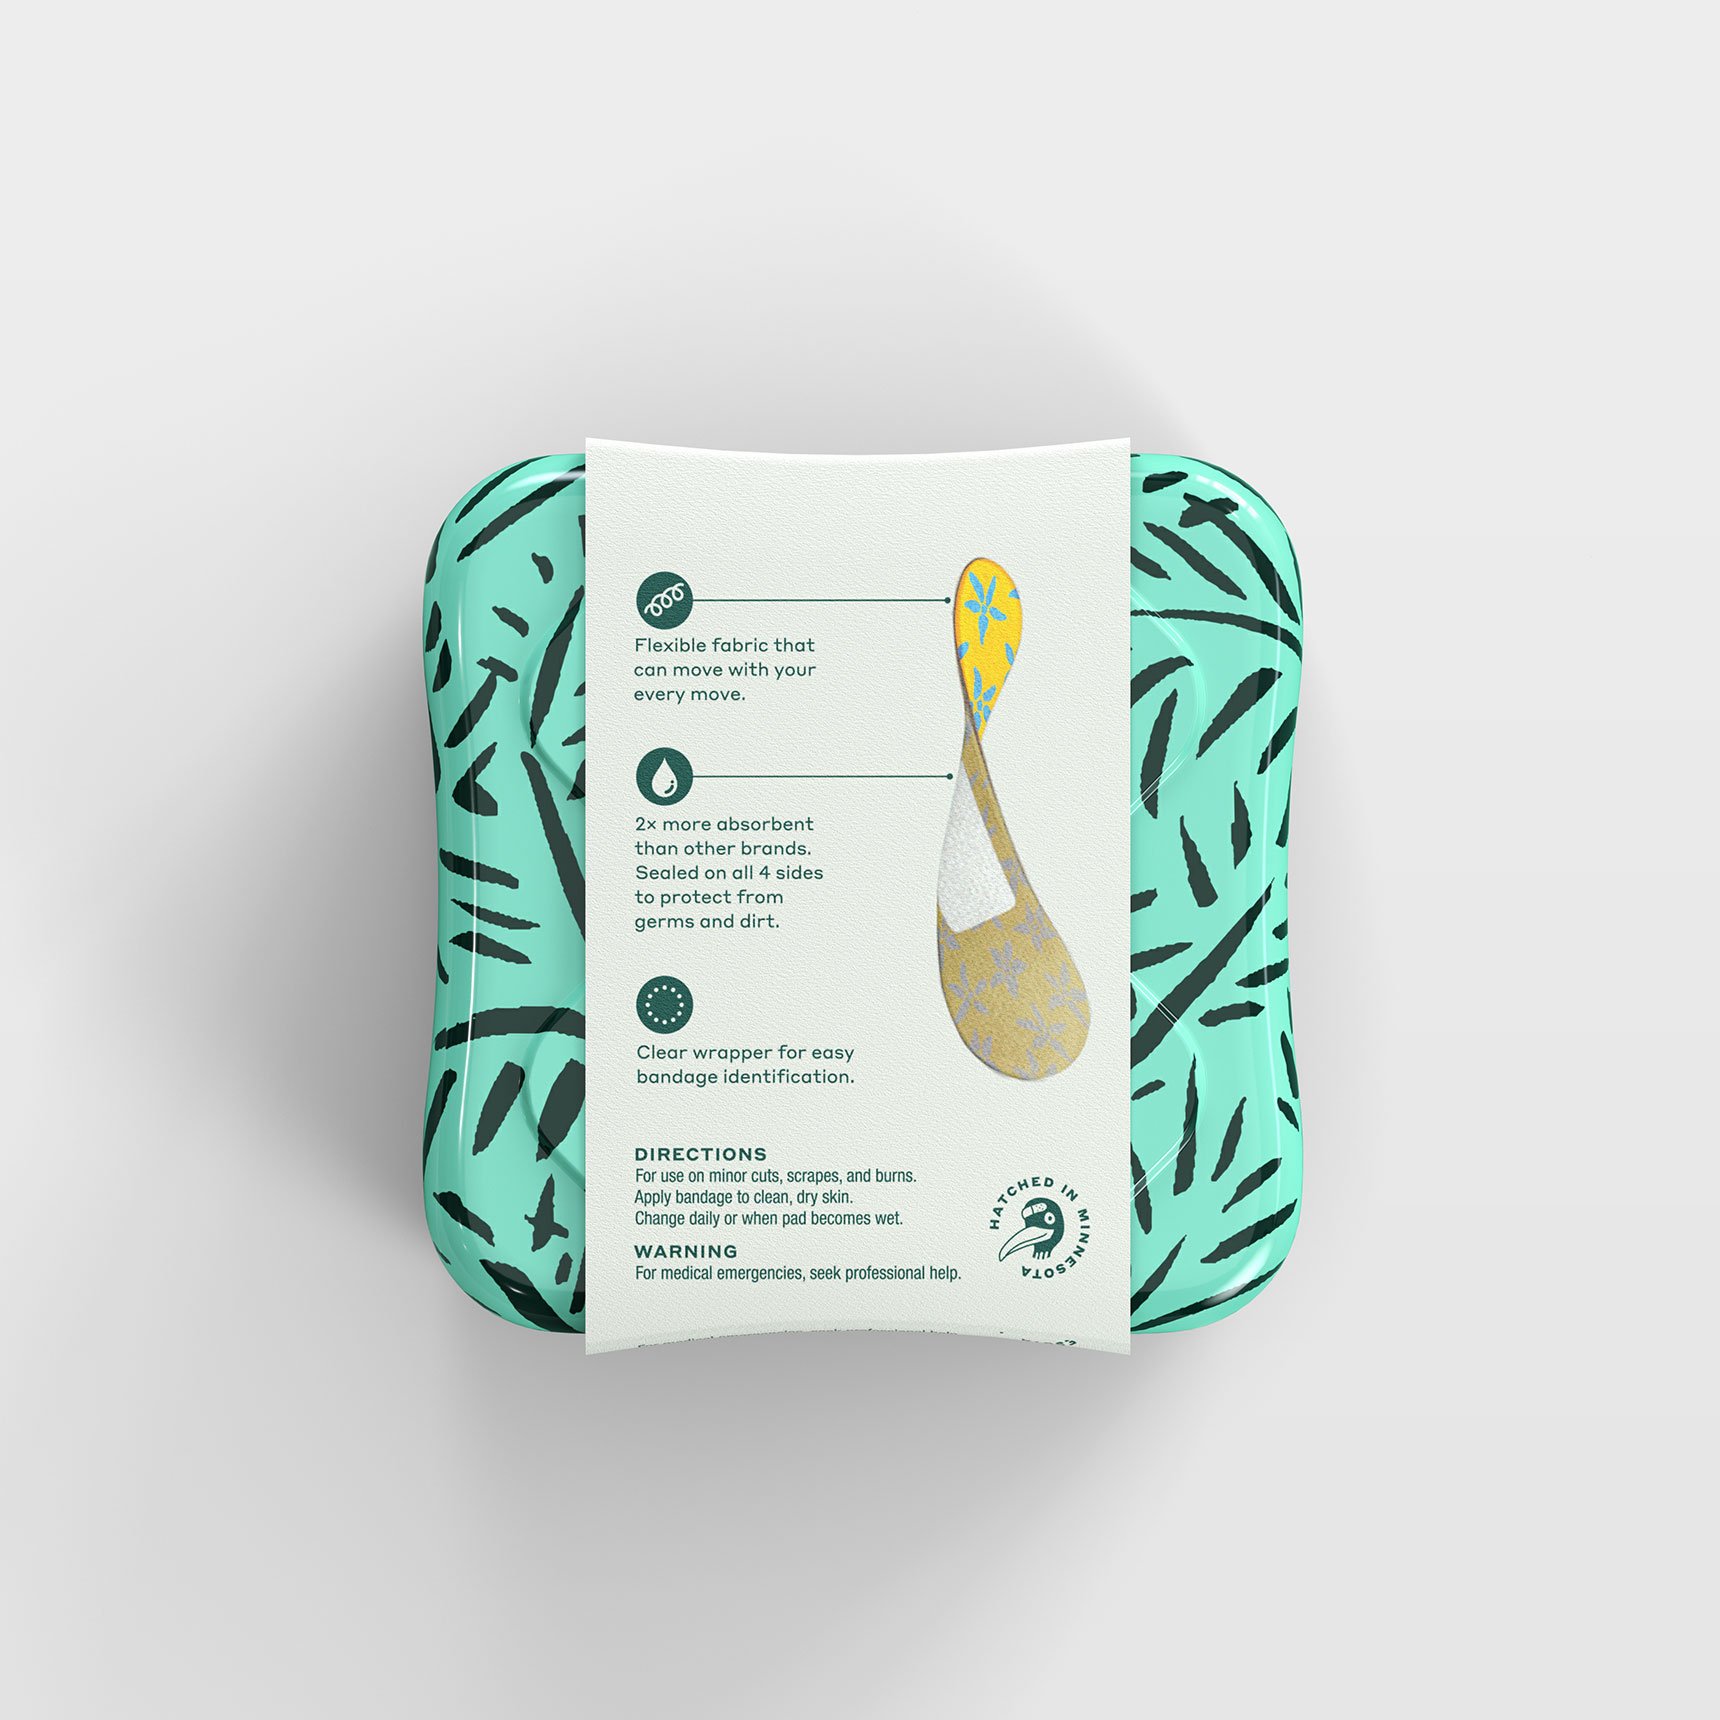 Flexible fabric that
can move with your
every move.
2× more absorbent
than other brands.
Sealed on all 4 sides
to protect from
germs and dirt.
Clear wrapper for easy
bandage identification.
DIRECTIONS
For use on minor cuts, scrapes, and burns.
Apply bandage to clean, dry skin.
Change daily or when pad becomes wet.
WARNING
For medical emergencies, seek professional help.
HATCHED IN MINNESOTA